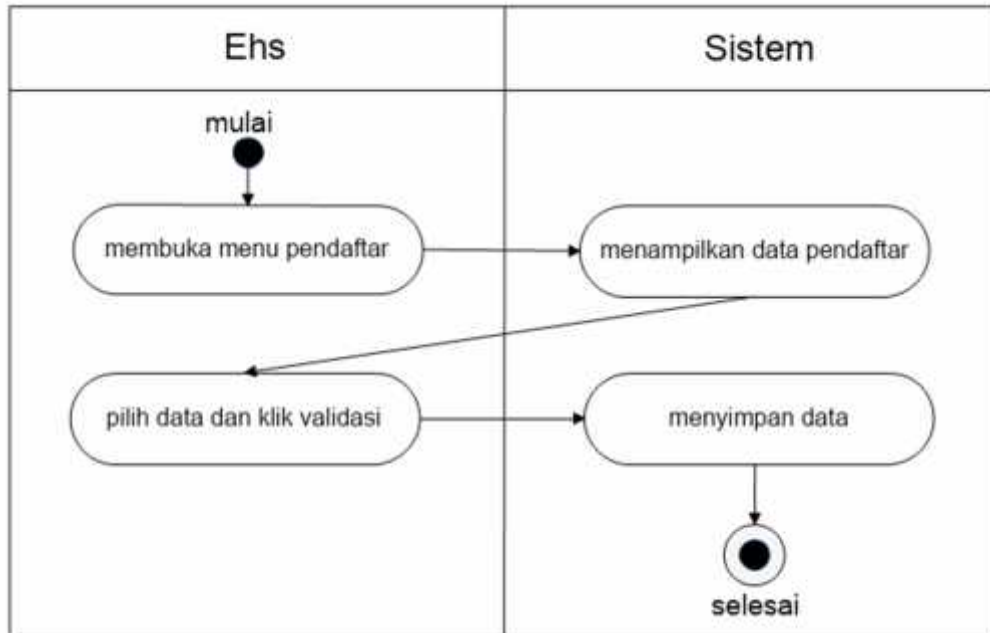 Ehs
Sistem
mulai
membuka menu pendaftar
menampilkan data pendaftar
pilih data dan klik validasi
menyimpan data
selesai